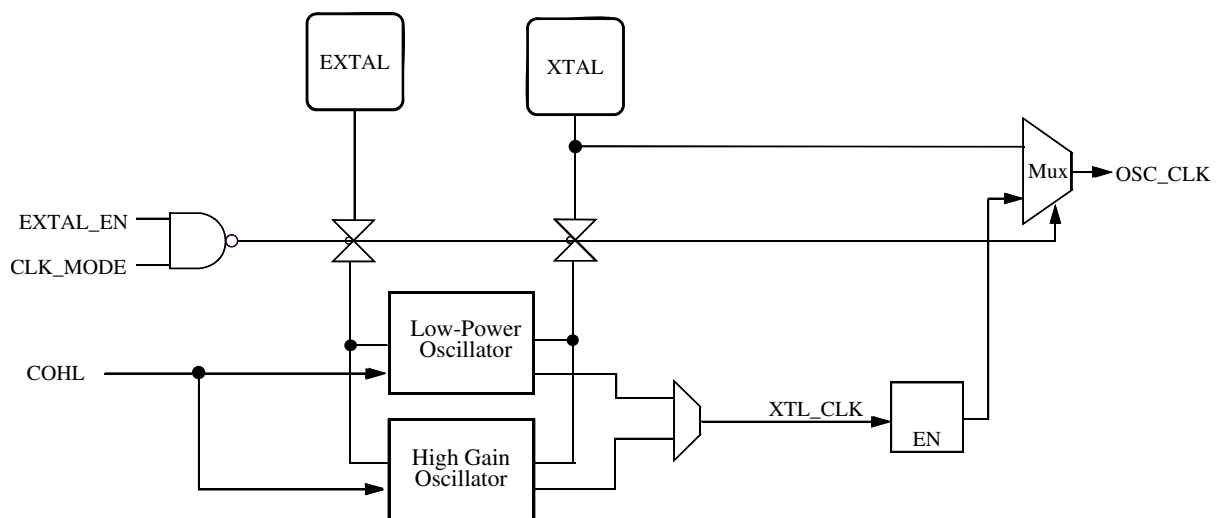 EXTAL
XTAL
Mux
OSC_CLK
EXTAL_EN
CLK_MODE
Low-Power
Oscillator
COHL
XTL_CLK
EN
High Gain
Oscillator